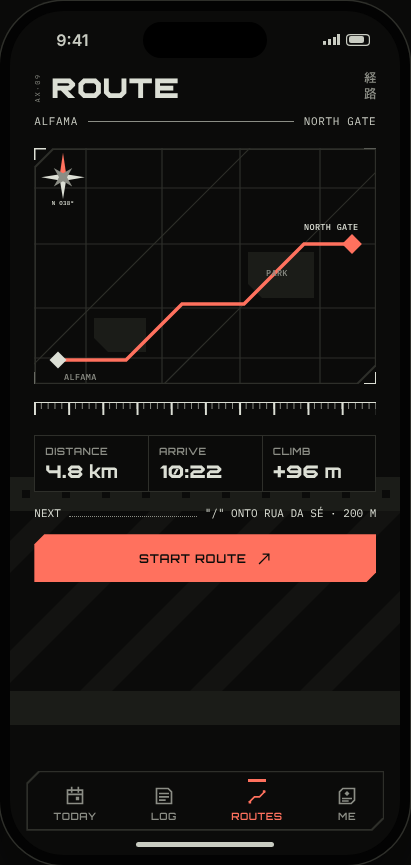 9:41
AX·09
ROUTE
経路
ALFAMA
NORTH GATE
N 038°
NORTH GATE
PARK
ALFAMA
DISTANCE
4.8 km
ARRIVE
10:22
CLIMB
+96 m
NEXT
"/" ONTO RUA DA SÉ · 200 M
START ROUTE ↗
TODAY
LOG
ROUTES
ME